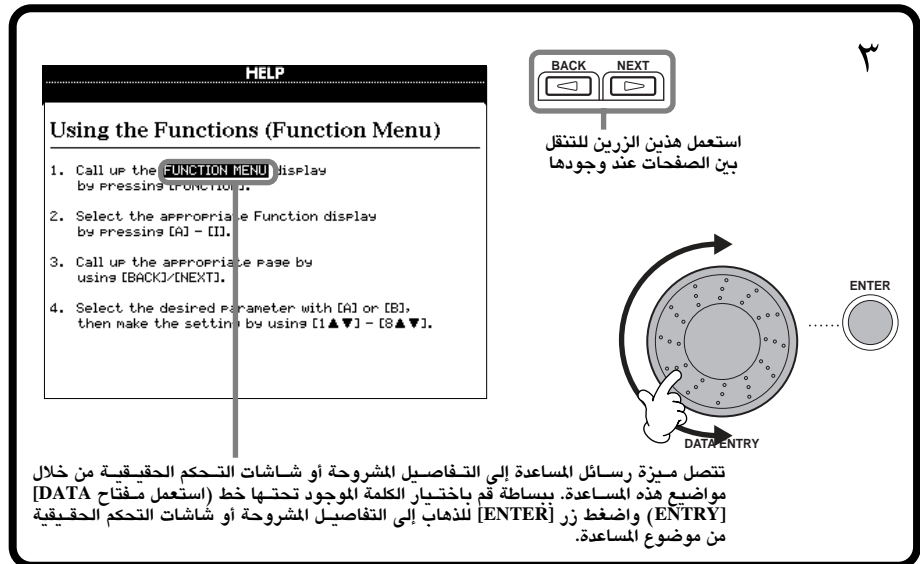 ٣
HELP
Using the Functions (Function Menu)
1. Call up the FUNCTION MENU display
by pressing [FUNCTION].
2. Select the appropriate Function display
by pressing [A] – [I].
3. Call up the appropriate page by
using [BACK]/[NEXT].
4. Select the desired parameter with [A] or [B],
then make the setting by using [1▲▼] – [8▲▼].
BACK NEXT
استعمل هذين الزرين للتنقل
بين الصفحات عند وجودها
ENTER
DATA ENTRY
تتصل ميزة رسائل المساعدة إلى التفاصيل المشروحة أو شاشات التحكم الحقيقية من خلال
مواضيع هذه المساعدة. ببساطة قم باختيار الكلمة الموجود تحتها خط (استعمل مفتاح [DATA
ENTRY]) واضغط زر [ENTER] للذهاب إلى التفاصيل المشروحة أو شاشات التحكم الحقيقية
من موضوع المساعدة.